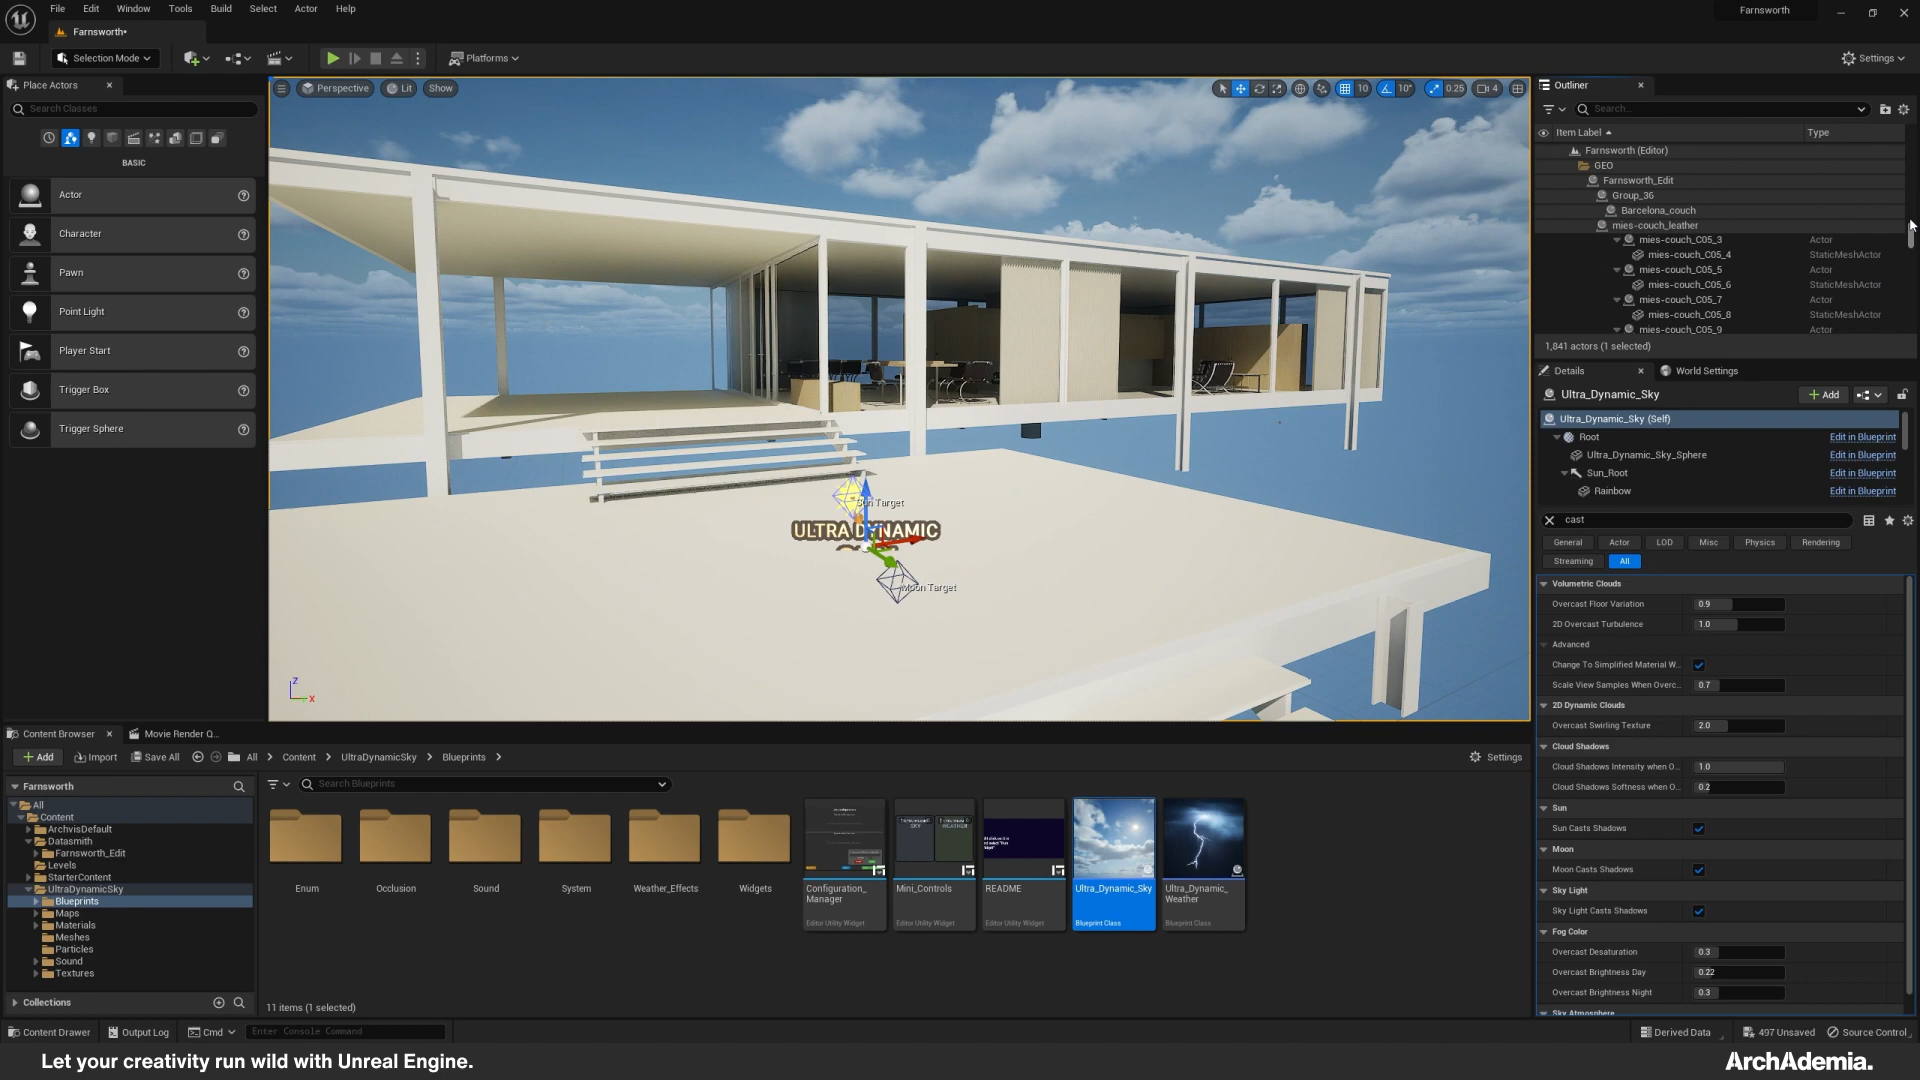 File Edit Window Tools Build Select Actor Help
Farnsworth
Farnsworth•
Selection Mode
Platforms
Settings
Place Actors
Search Classes
BASIC
Actor
Character
Pawn
Point Light
Player Start
Trigger Box
Trigger Sphere
Perspective
Lit
Show
10
10°
0.25
4
Sun Target
ULTRA DYNAMIC
Moon Target
Z
X
Outliner
Search...
Item Label
Type
Farnsworth (Editor)
GEO
Farnsworth_Edit
Group_36
Barcelona_couch
mies-couch_leather
mies-couch_C05_3 Actor
mies-couch_C05_4 StaticMeshActor
mies-couch_C05_5 Actor
mies-couch_C05_6 StaticMeshActor
mies-couch_C05_7 Actor
mies-couch_C05_8 StaticMeshActor
mies-couch_C05_9 Actor
1,841 actors (1 selected)
Details
World Settings
Ultra_Dynamic_Sky
Add
Ultra_Dynamic_Sky (Self)
Root Edit in Blueprint
Ultra_Dynamic_Sky_Sphere Edit in Blueprint
Sun_Root Edit in Blueprint
Rainbow Edit in Blueprint
cast
General Actor LOD Misc Physics Rendering
Streaming All
Volumetric Clouds
Overcast Floor Variation 0.9
2D Overcast Turbulence 1.0
Advanced
Change To Simplified Material W...
Scale View Samples When Overc... 0.7
2D Dynamic Clouds
Overcast Swirling Texture 2.0
Cloud Shadows
Cloud Shadows Intensity when O... 1.0
Cloud Shadows Softness when O... 0.2
Sun
Sun Casts Shadows
Moon
Moon Casts Shadows
Sky Light
Sky Light Casts Shadows
Fog Color
Overcast Desaturation 0.3
Overcast Brightness Day 0.22
Overcast Brightness Night 0.3
Sky Atmosphere
Content Browser
Movie Render Q...
Add Import Save All All Content UltraDynamicSky Blueprints
Settings
Farnsworth
Search Blueprints
All
Content
ArchvisDefault
Datasmith
Farnsworth_Edit
Levels
StarterContent
UltraDynamicSky
Blueprints
Maps
Materials
Meshes
Particles
Sound
Textures
Collections
Enum
Occlusion
Sound
System
Weather_Effects
Widgets
Configuration_
Manager
Editor Utility Widget
Mini_Controls
Editor Utility Widget
README
Editor Utility Widget
Ultra_Dynamic_Sky
Blueprint Class
Ultra_Dynamic_
Weather
Blueprint Class
11 items (1 selected)
Content Drawer Output Log Cmd Enter Console Command
Derived Data 497 Unsaved Source Control
Let your creativity run wild with Unreal Engine.
ArchAdemia.